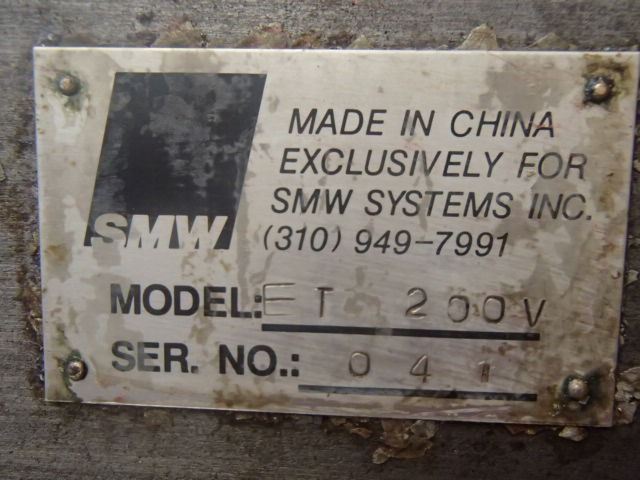 MADE IN CHINA
EXCLUSIVELY FOR
SMW SYSTEMS INC.
SMW (310) 949-7991
MODEL: ET 200V
SER. NO.: 041